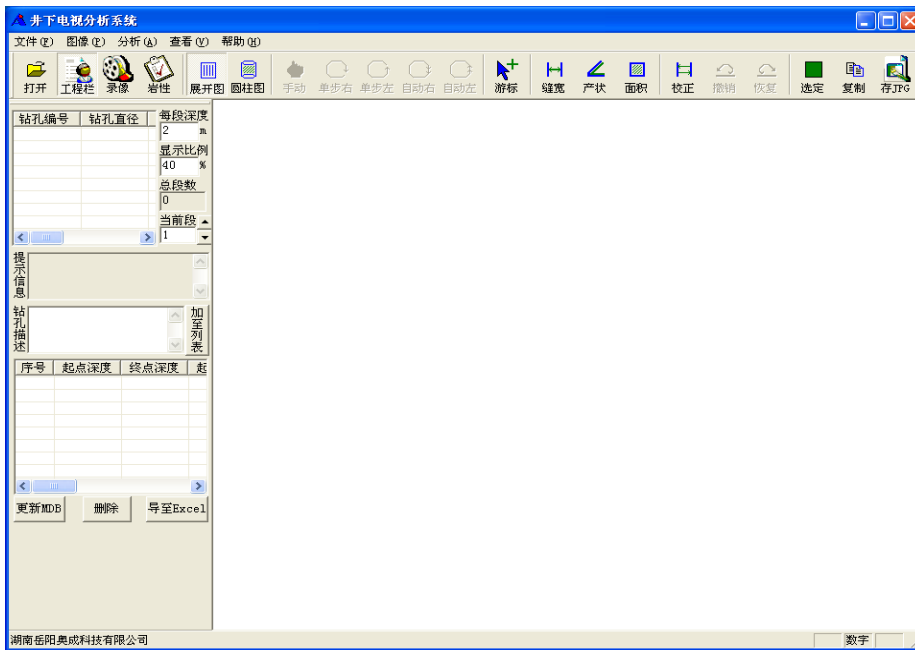 井下电视分析系统
文件(F) 图像(P) 分析(A) 查看(V) 帮助(H)
打开 工程栏 录像 岩性 展开图 圆柱图 手动 单步右 单步左 自动右 自动左 游标 缝宽 产状 面积 校正 撤销 恢复 选定 复制 存JPG
钻孔编号 钻孔直径
每段深度
2 m
显示比例
40 %
总段数
0
当前段
1
提示信息
钻孔描述
加至列表
序号 起点深度 终点深度 起
更新MDB 删除 导至Excel
湖南岳阳奥成科技有限公司
数字